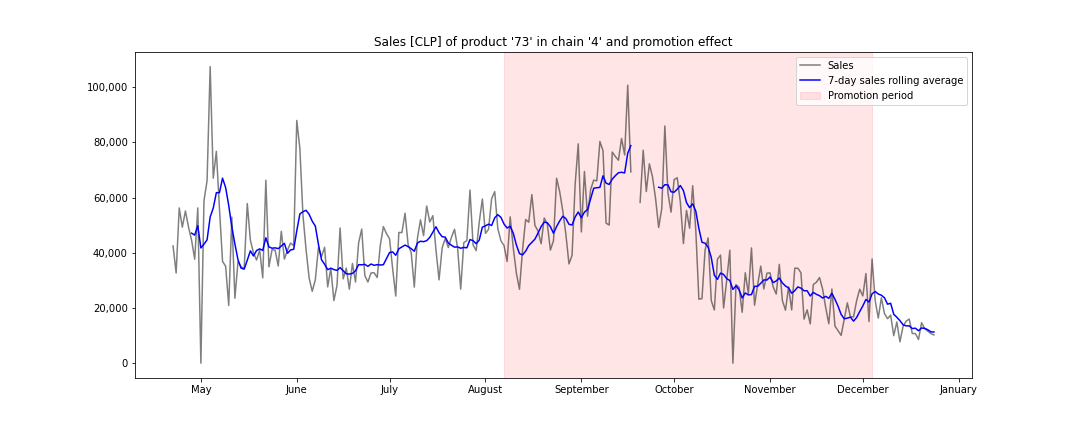 Sales [CLP] of product '73' in chain '4' and promotion effect
Sales
7-day sales rolling average
Promotion period
100,000
80,000
60,000
40,000
20,000
0
May
June
July
August
September
October
November
December
January